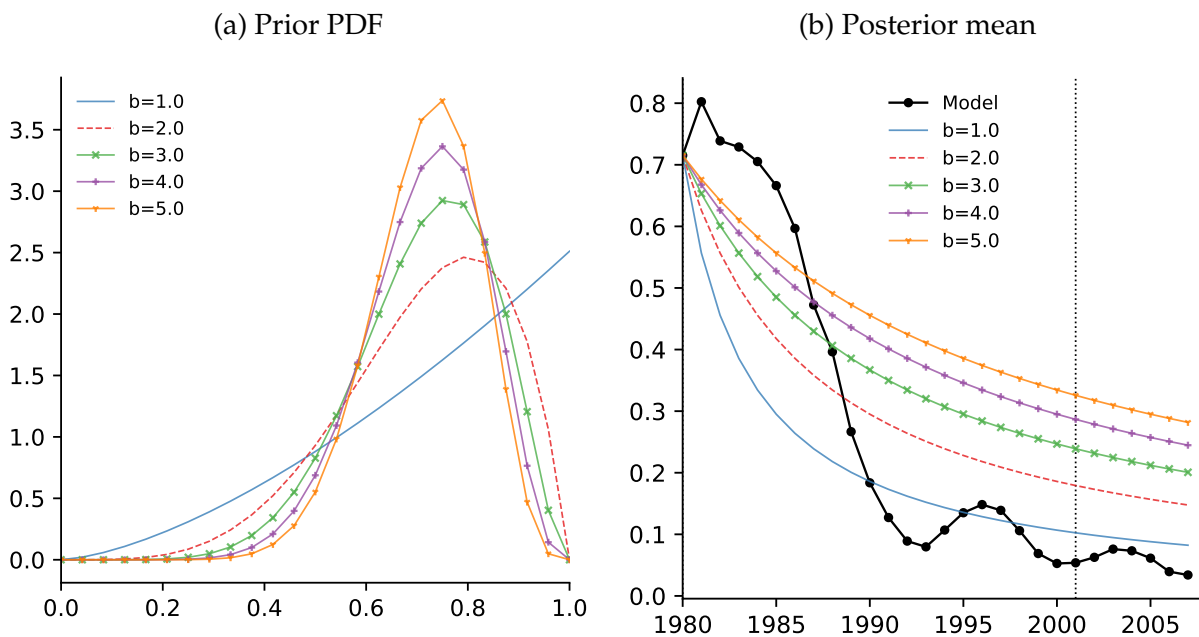 (a) Prior PDF
3.5
3.0
2.5
2.0
1.5
1.0
0.5
0.0
0.0 0.2 0.4 0.6 0.8 1.0
b=1.0
b=2.0
b=3.0
b=4.0
b=5.0
(b) Posterior mean
0.8
0.7
0.6
0.5
0.4
0.3
0.2
0.1
0.0
1980 1985 1990 1995 2000 2005
Model
b=1.0
b=2.0
b=3.0
b=4.0
b=5.0